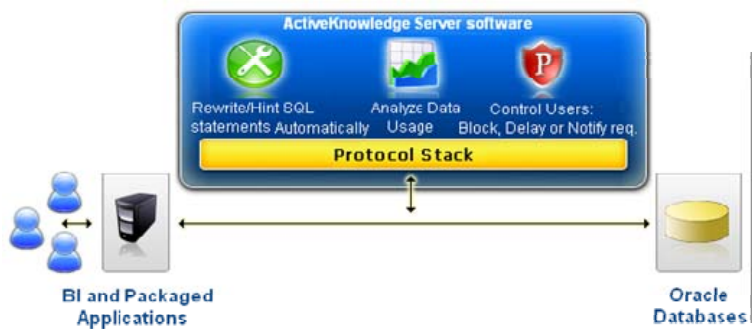 ActiveKnowledge Server software
Rewrite/Hint SQL
statements Automatically
Analyze Data
Usage
Control Users:
Block, Delay or Notify req.
P
Protocol Stack
BI and Packaged
Applications
Oracle
Databases